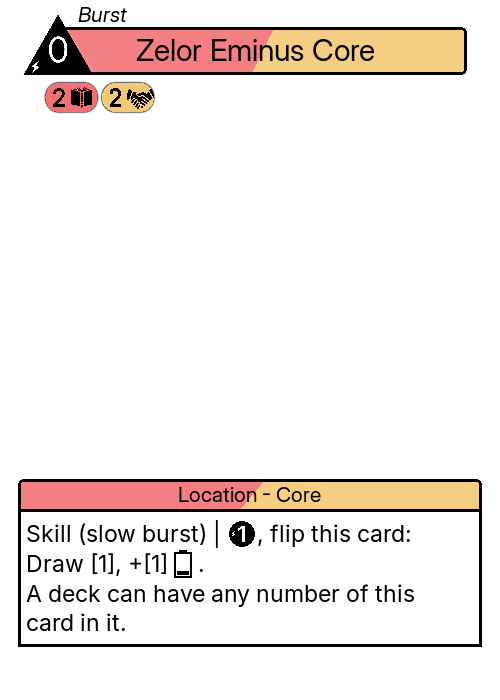 Burst
0
Zelor Eminus Core
2 2
Location - Core
Skill (slow burst) | 1, flip this card:
Draw [1], +[1] .
A deck can have any number of this
card in it.